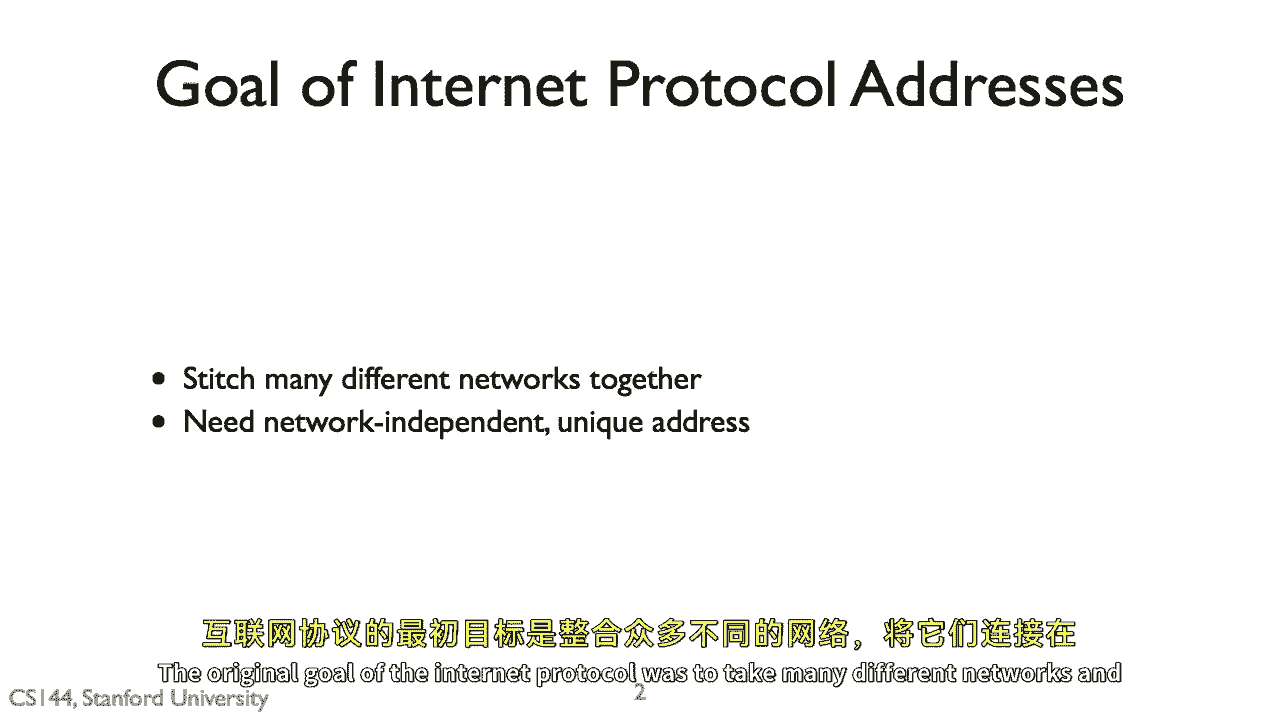 Goal of Internet Protocol Addresses
• Stitch many different networks together
• Need network-independent, unique address
互联网协议的最初目标是整合众多不同的网络，将它们连接在
The original goal of the internet protocol was to take many different networks and
CS144, Stanford University
2